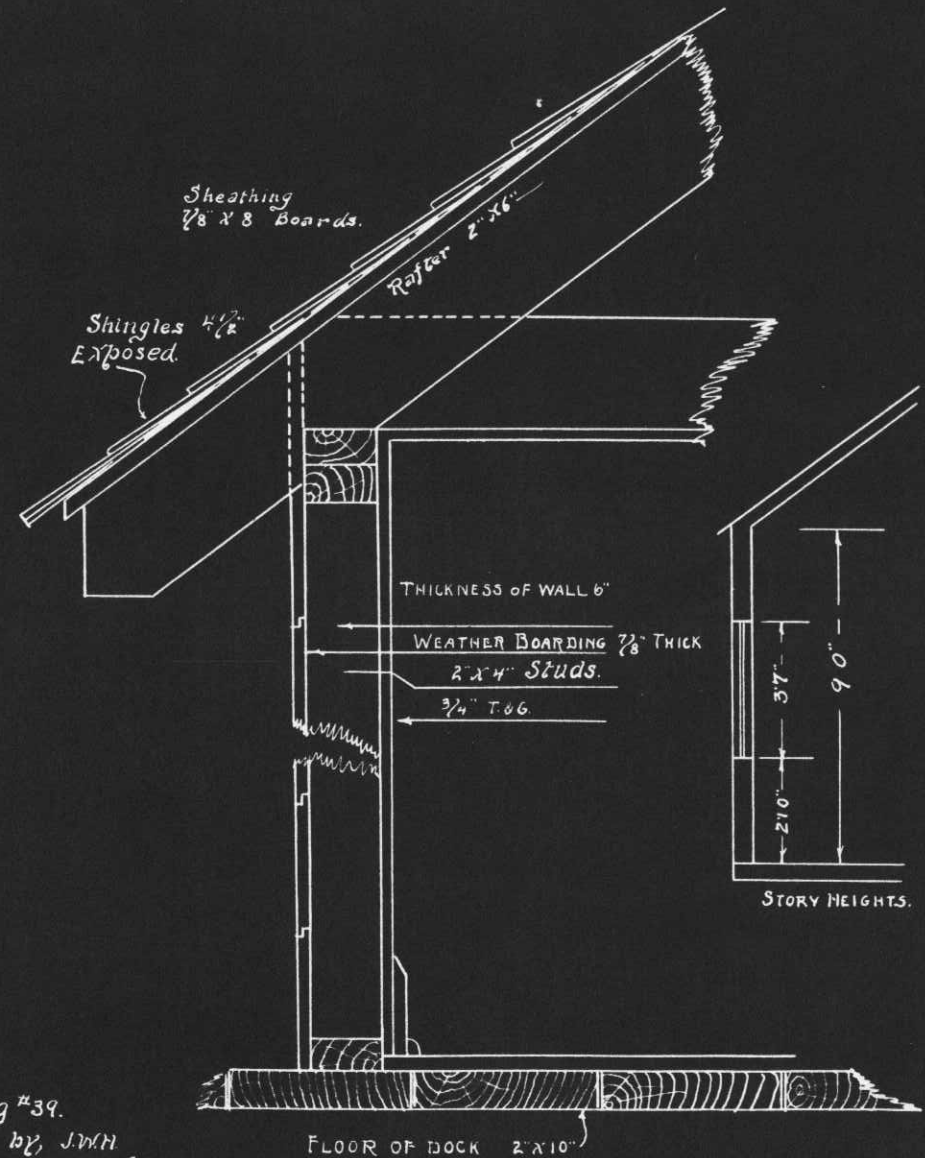 Sheathing
7/8" X 8 Boards.
Rafter 2" X6"
Shingles 4 1/2"
Exposed.
THICKNESS OF WALL 6"
WEATHER BOARDING 7/8" THICK
2" X 4" Studs.
3/4" T.&G.
3'7"
9'0"
2'10"
STORY HEIGHTS.
#39.
by, J.W.H.
FLOOR OF DOCK 2" X 10"